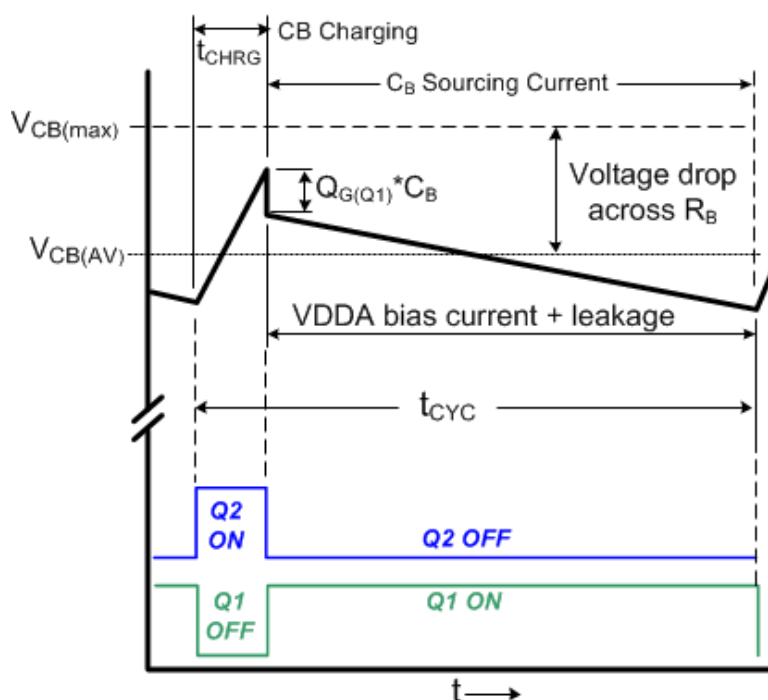 CB Charging
tCHRG
CB Sourcing Current
VCB(max)
QG(Q1)*CB
Voltage drop
across RB
VCB(AV)
VDDA bias current + leakage
tCYC
Q2
ON
Q2 OFF
Q1
OFF
Q1 ON
t